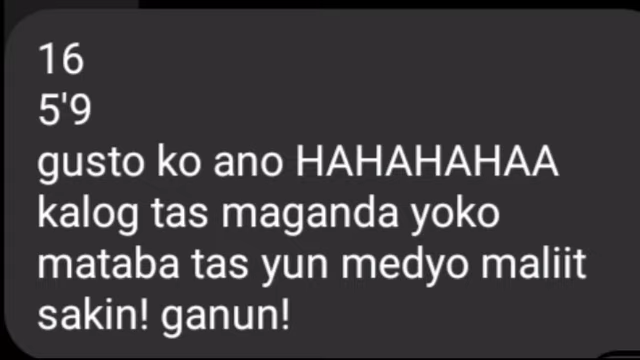 16
5'9
gusto ko ano HAHAHAHAA
kalog tas maganda yoko
mataba tas yun medyo maliit
sakin! ganun!